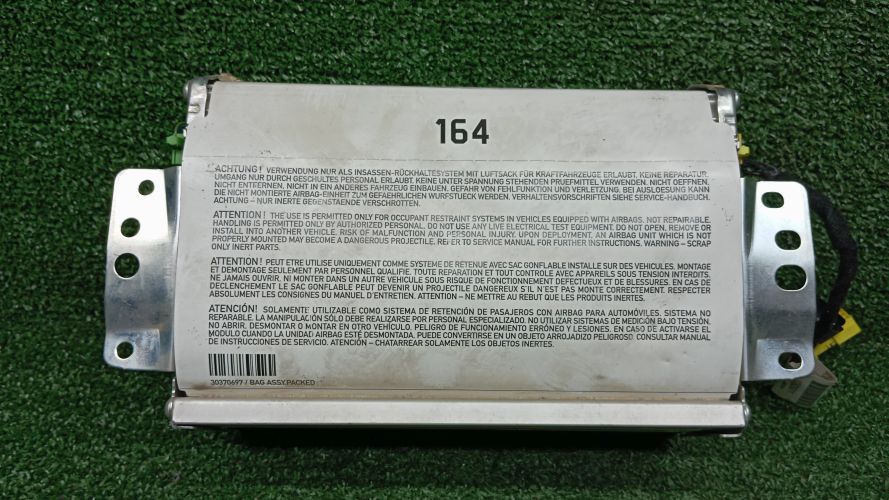 164
ACHTUNG! VERWENDUNG NUR ALS INSASSEN-RÜCKHALTESYSTEM MIT LUFTSACK FÜR KRAFTFAHRZEUGE ERLAUBT. KEINE REPARATUR.
UMGANG NUR DURCH GESCHULTES PERSONAL ERLAUBT. KEINE UNTER SPANNUNG STEHENDEN PRUEFMITTEL VERWENDEN. NICHT OEFFNEN,
NICHT ENTFERNEN, NICHT IN EIN ANDERES FAHRZEUG EINBAUEN. GEFAHR VON FEHLFUNKTION UND VERLETZUNG. BEI AUSLOESUNG KANN
DIE NICHT MONTIERTE AIRBAG-EINHEIT ZUM GEFAEHRLICHEN WURFSTUECK WERDEN. VERHALTENSVORSCHRIFTEN SIEHE SERVICE-HANDBUCH.
ACHTUNG – NUR INERTE GEGENSTAENDE VERSCHROTTEN.
ATTENTION! THE USE IS PERMITTED ONLY FOR OCCUPANT RESTRAINT SYSTEMS IN VEHICLES EQUIPPED WITH AIRBAGS. NOT REPAIRABLE.
HANDLING IS PERMITTED ONLY BY AUTHORIZED PERSONAL. DO NOT USE ANY LIVE ELECTRICAL TEST EQUIPMENT. DO NOT OPEN, REMOVE OR
INSTALL INTO ANOTHER VEHICLE. RISK OF MALFUNCTION AND PERSONAL INJURY. UPON DEPLOYMENT, AN AIRBAG UNIT WHICH IS NOT
PROPERLY MOUNTED MAY BECOME A DANGEROUS PROJECTILE. REFER TO SERVICE MANUAL FOR FURTHER INSTRUCTIONS. WARNING – SCRAP
ONLY INERT PARTS.
ATTENTION! PEUT ETRE UTILISE UNIQUEMENT COMME SYSTEME DE RETENUE AVEC SAC GONFLABLE INSTALLE SUR DES VEHICULES. MONTAGE
ET DEMONTAGE SEULEMENT PAR PERSONNEL QUALIFIE. TOUTE REPARATION ET TOUT CONTROLE AVEC APPAREILS SOUS TENSION INTERDITS.
NE JAMAIS OUVRIR, NI MONTER DANS UN AUTRE VEHICULE SOUS RISQUE DE FONCTIONNEMENT DEFECTUEUX ET DE BLESSURES. EN CAS DE
DECLENCHEMENT LE SAC GONFLABLE PEUT DEVENIR UN PROJECTILE DANGEREUX S'IL N'EST PAS MONTE CORRECTEMENT. RESPECTER
ABSOLUMENT LES CONSIGNES DU MANUEL D'ENTRETIEN. ATTENTION – NE METTRE AU REBUT QUE LES PRODUITS INERTES.
ATENCIÓN! SOLAMENTE UTILIZABLE COMO SISTEMA DE RETENCIÓN DE PASAJEROS CON AIRBAG PARA AUTOMÓVILES. SISTEMA NO
REPARABLE. LA MANIPULACIÓN SÓLO DEBE REALIZARSE POR PERSONAL ESPECIALIZADO. NO UTILIZAR SISTEMAS DE MEDICIÓN BAJO TENSIÓN.
NO ABRIR, DESMONTAR O MONTAR EN OTRO VEHÍCULO. PELIGRO DE FUNCIONAMIENTO ERRÓNEO Y LESIONES. EN CASO DE ACTIVARSE EL
MODULO CUANDO LA UNIDAD AIRBAG ESTÉ DESMONTADA, PUEDE CONVERTIRSE EN UN OBJETO ARROJADIZO PELIGROSO. CONSULTAR MANUAL
DE INSTRUCCIONES DE SERVICIO. ATENCIÓN – CHATARREAR SOLAMENTE LOS OBJETOS INERTES.
30370697 / BAG ASSY.PACKED